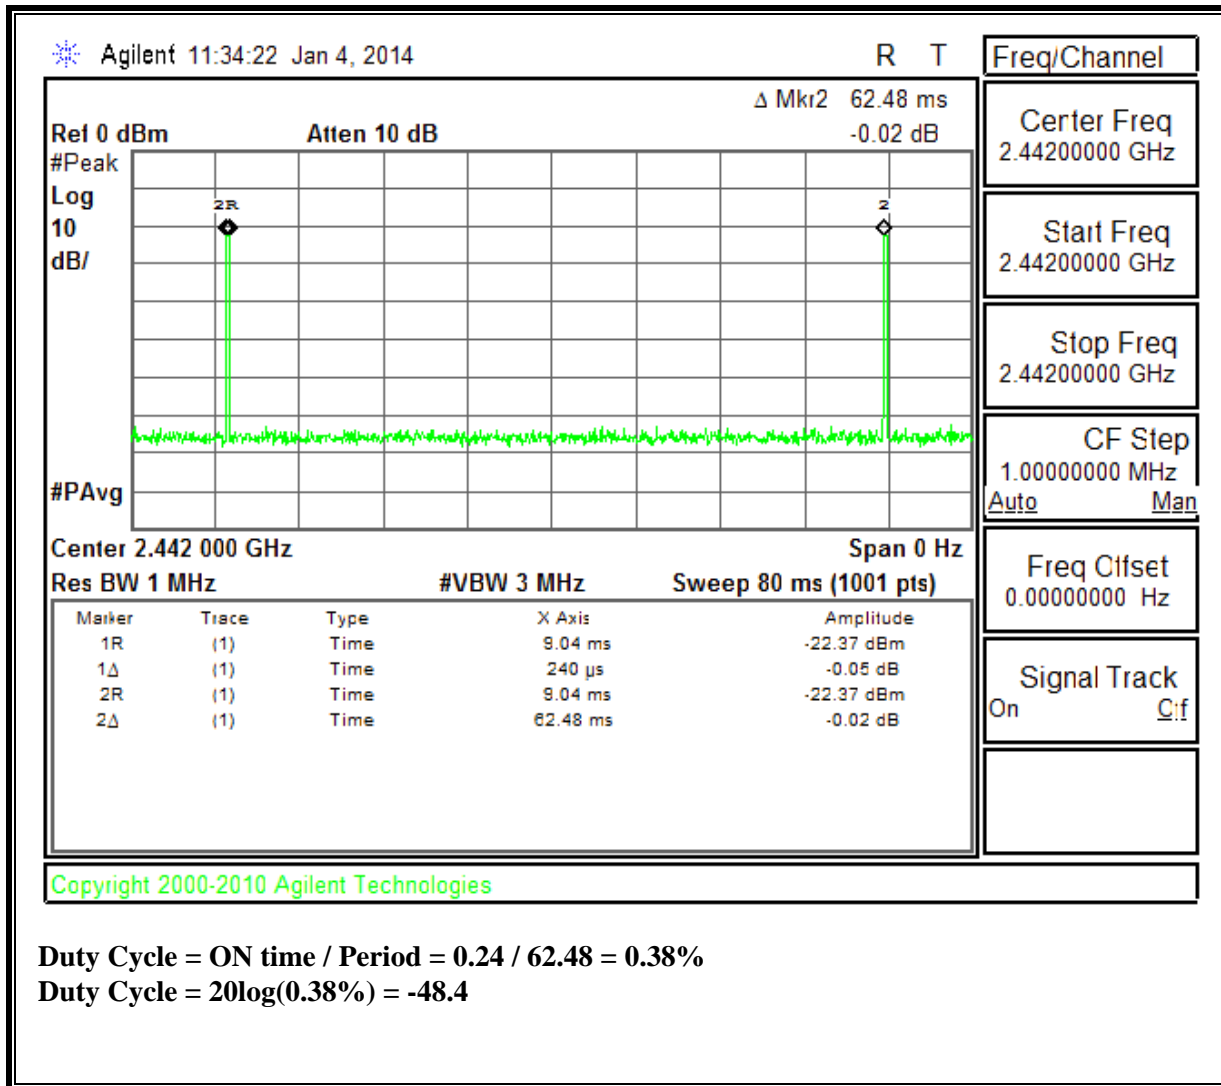 Agilent 11:34:22 Jan 4, 2014
R T
Δ Mkr2 62.48 ms
Ref 0 dBm Atten 10 dB -0.02 dB
#Peak
Log
10
dB/
2R
2
#PAvg
Center 2.442 000 GHz Span 0 Hz
Res BW 1 MHz #VBW 3 MHz Sweep 80 ms (1001 pts)
Marker Trace Type X Axis Amplitude
1R (1) Time 9.04 ms -22.37 dBm
1Δ (1) Time 240 µs -0.05 dB
2R (1) Time 9.04 ms -22.37 dBm
2Δ (1) Time 62.48 ms -0.02 dB
Freq/Channel
Center Freq
2.44200000 GHz
Start Freq
2.44200000 GHz
Stop Freq
2.44200000 GHz
CF Step
1.00000000 MHz
Auto Man
Freq Offset
0.00000000 Hz
Signal Track
On Off
Copyright 2000-2010 Agilent Technologies
Duty Cycle = ON time / Period = 0.24 / 62.48 = 0.38%
Duty Cycle = 20log(0.38%) = -48.4